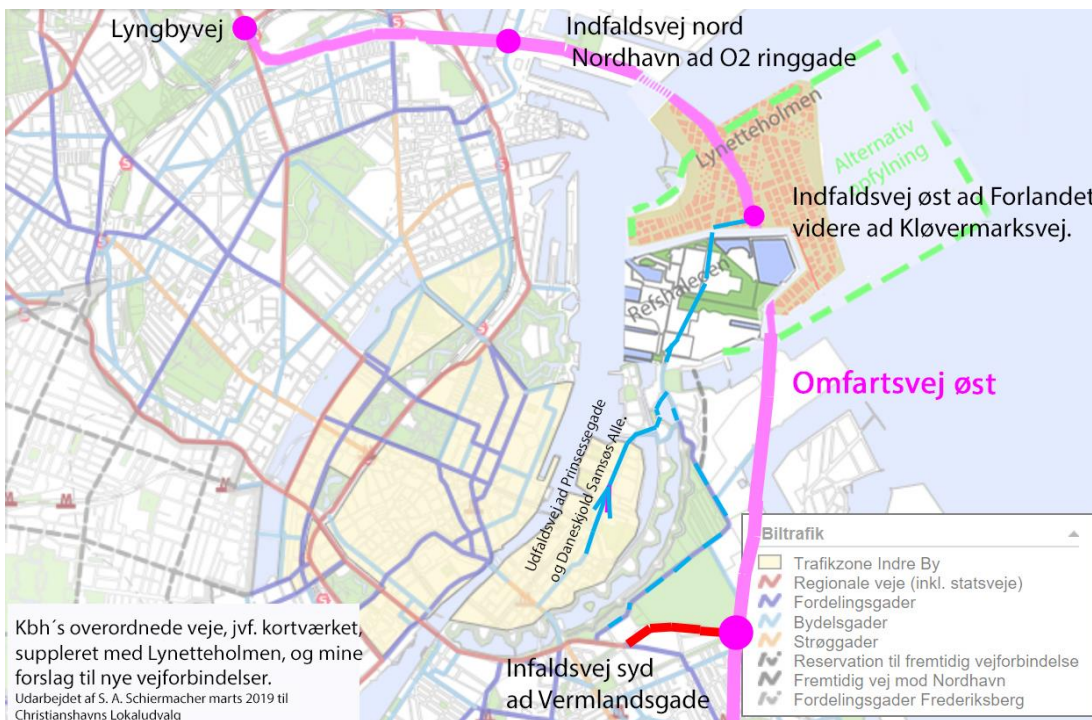 Lyngbyvej
Indfaldsvej nord
Nordhavn ad O2 ringgade
Lynetteholmen
Alternativ
opfylning
Indfaldsvej øst ad Forlandet
videre ad Kløvermarksvej.
Refshaleøen
Omfartsvej øst
Udfaldsvej ad Prinsessegade
og Daneskjold Samsøs Alle.
Biltrafik
Trafikzone Indre By
Regionale veje (inkl. statsveje)
Fordelingsgader
Bydelsgader
Strøggader
Reservation til fremtidig vejforbindelse
Fremtidig vej mod Nordhavn
Fordelingsgader Frederiksberg
Infaldsvej syd
ad Vermlandsgade
Kbh´s overordnede veje, jvf. kortværket,
suppleret med Lynetteholmen, og mine
forslag til nye vejforbindelser.
Udarbejdet af S. A. Schiermacher marts 2019 til
Christianshavns Lokaludvalg